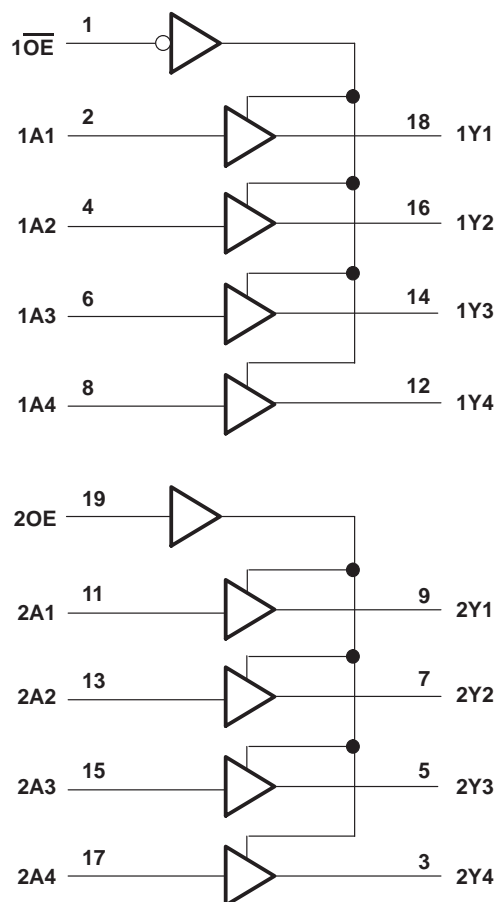 1O̅E̅ 1
1A1 2 18 1Y1
1A2 4 16 1Y2
1A3 6 14 1Y3
1A4 8 12 1Y4
2OE 19
2A1 11 9 2Y1
2A2 13 7 2Y2
2A3 15 5 2Y3
2A4 17 3 2Y4